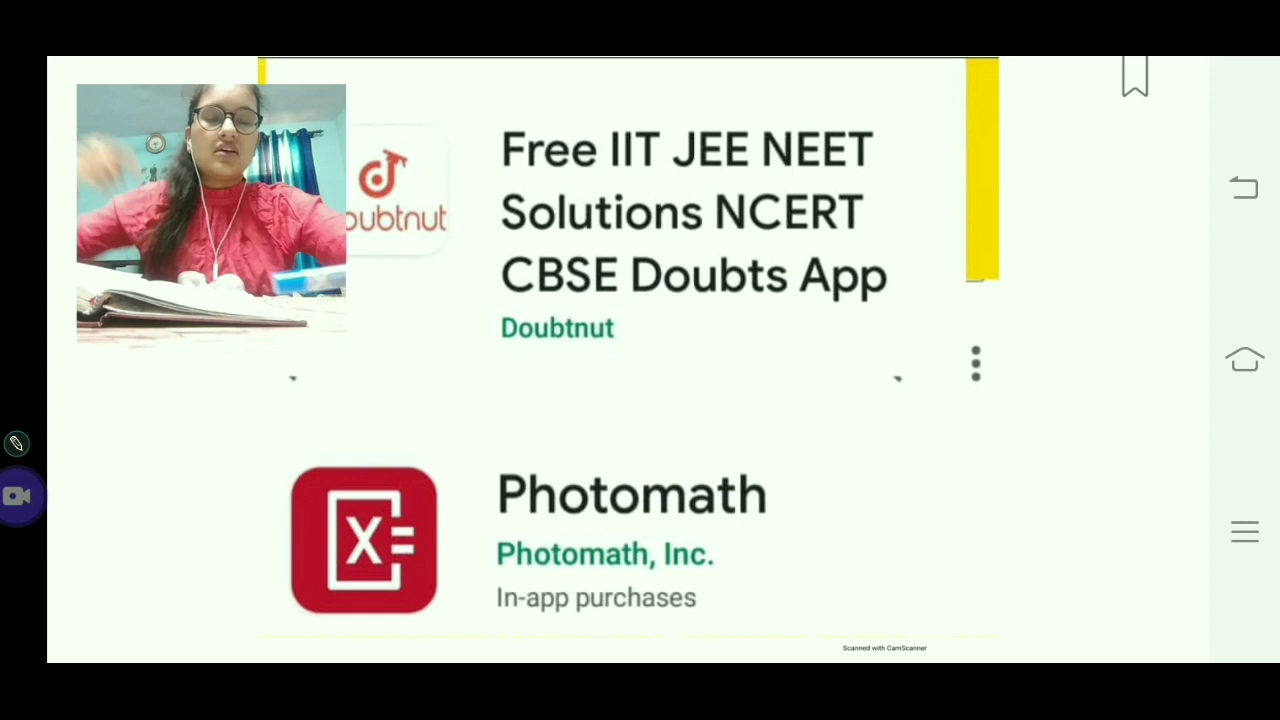 Free IIT JEE NEET
Solutions NCERT
CBSE Doubts App
Doubtnut
oubtnut
Photomath
Photomath, Inc.
In-app purchases
X
Scanned with CamScanner